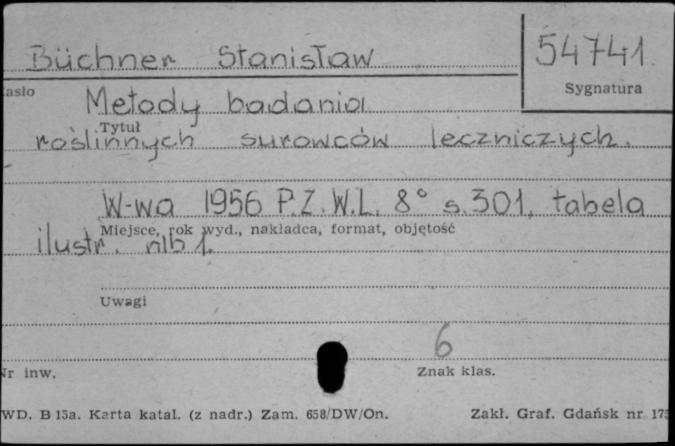 Büchner Stanisław 54741.
asło Sygnatura
Metody badania
Tytuł
roślinnych surowców leczniczych.
W-wa 1956 P.Z.W.L. 8° s.301, tabela
Miejsce, rok wyd., nakładca, format, objętość
ilustr. nlb 1.
Uwagi
6
Nr inw. Znak klas.
WD. B 15a. Karta katal. (z nadr.) Zam. 658/DW/On. Zakł. Graf. Gdańsk nr 175